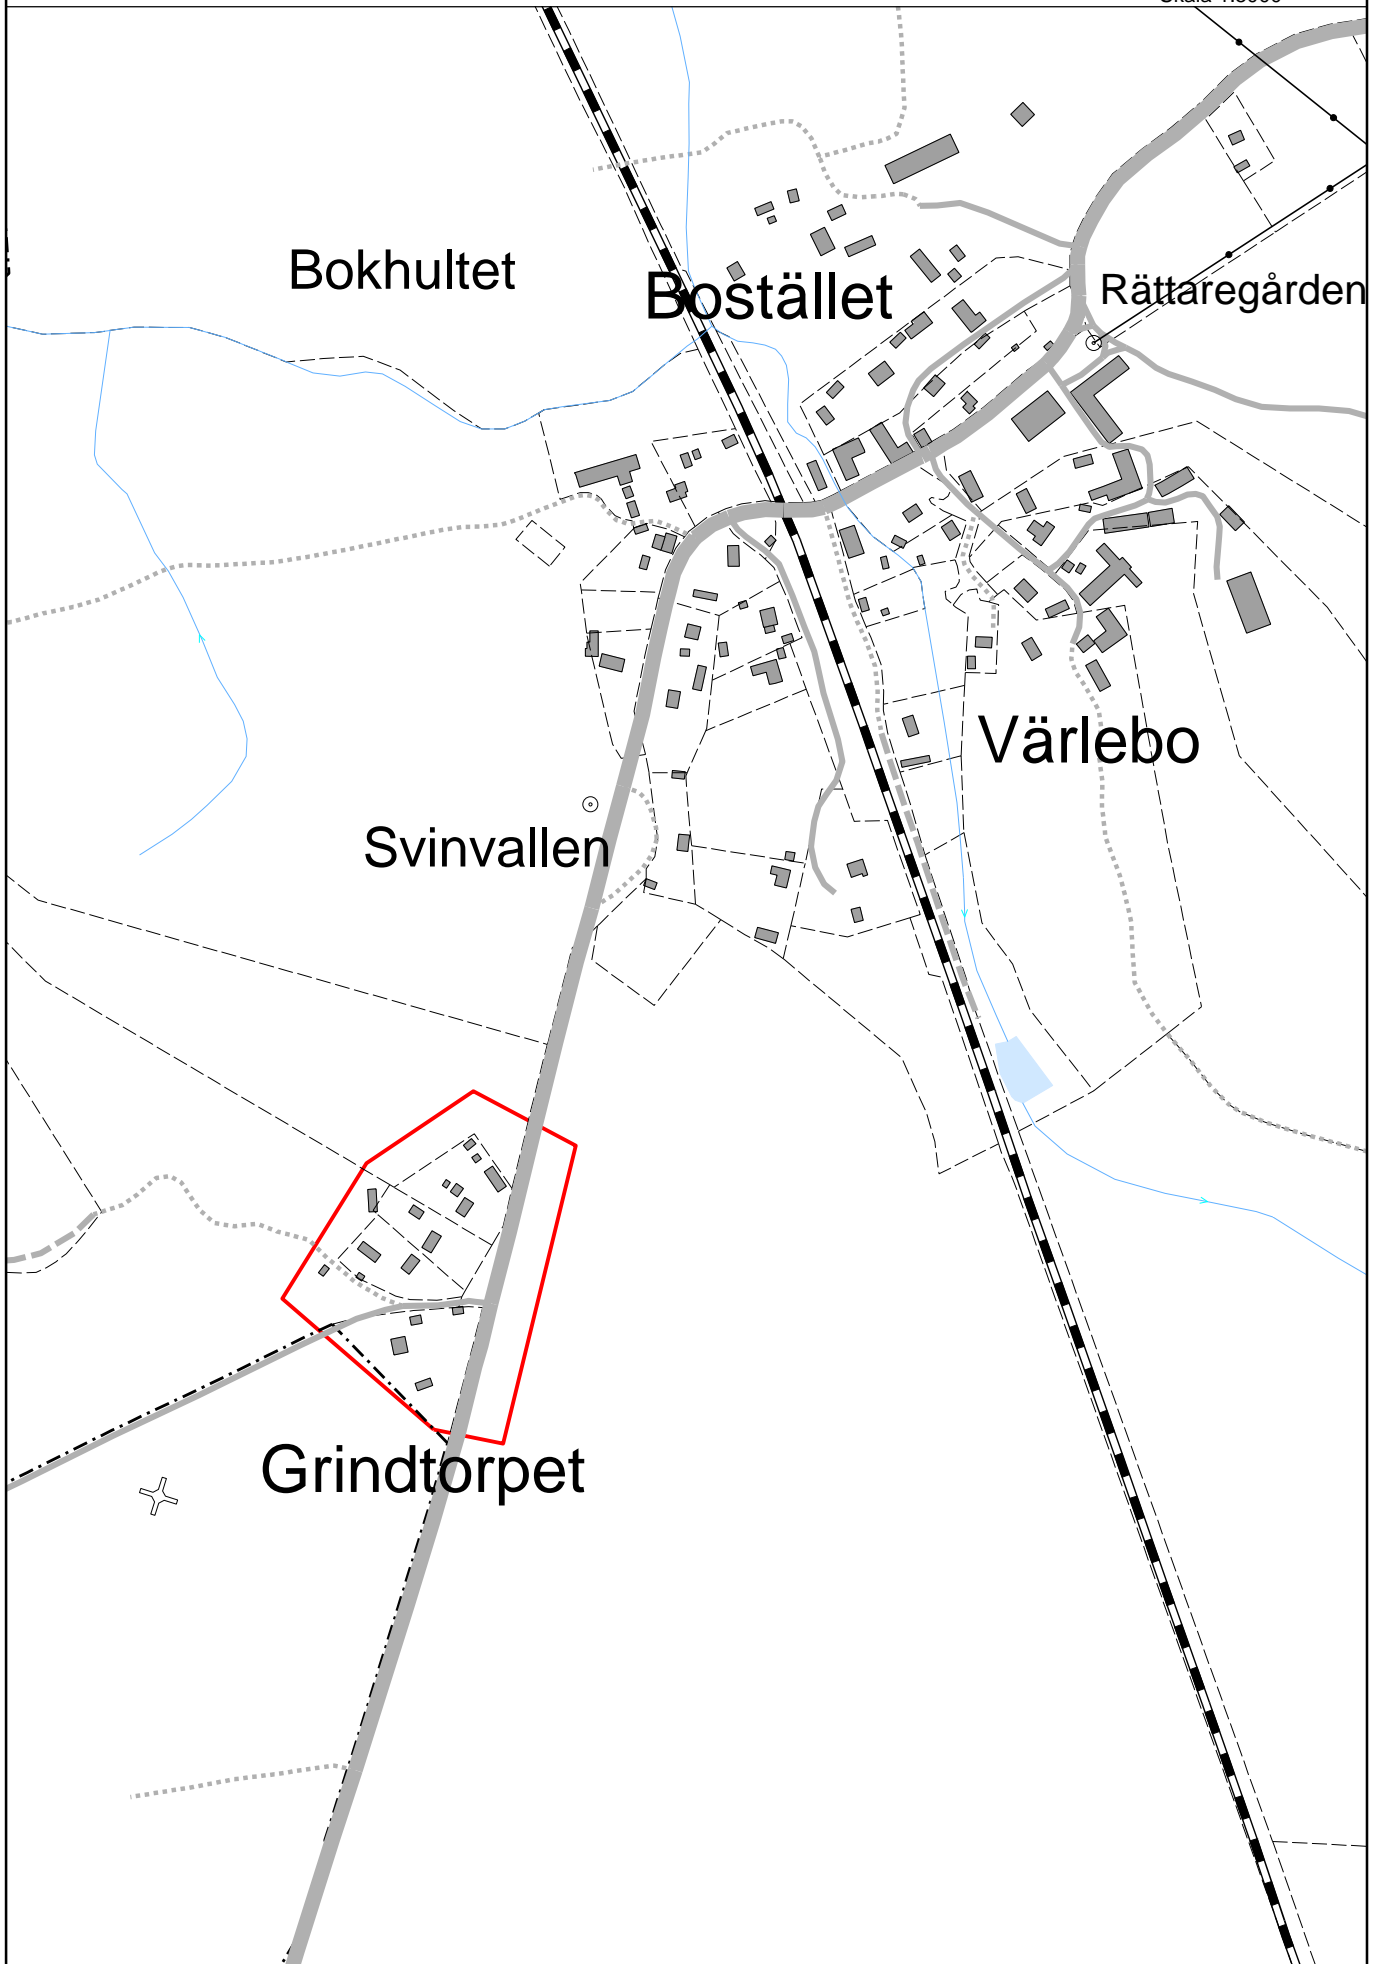 Bokhultet
Bostället
Rättaregården
Värlebo
Svinvallen
Grindtorpet